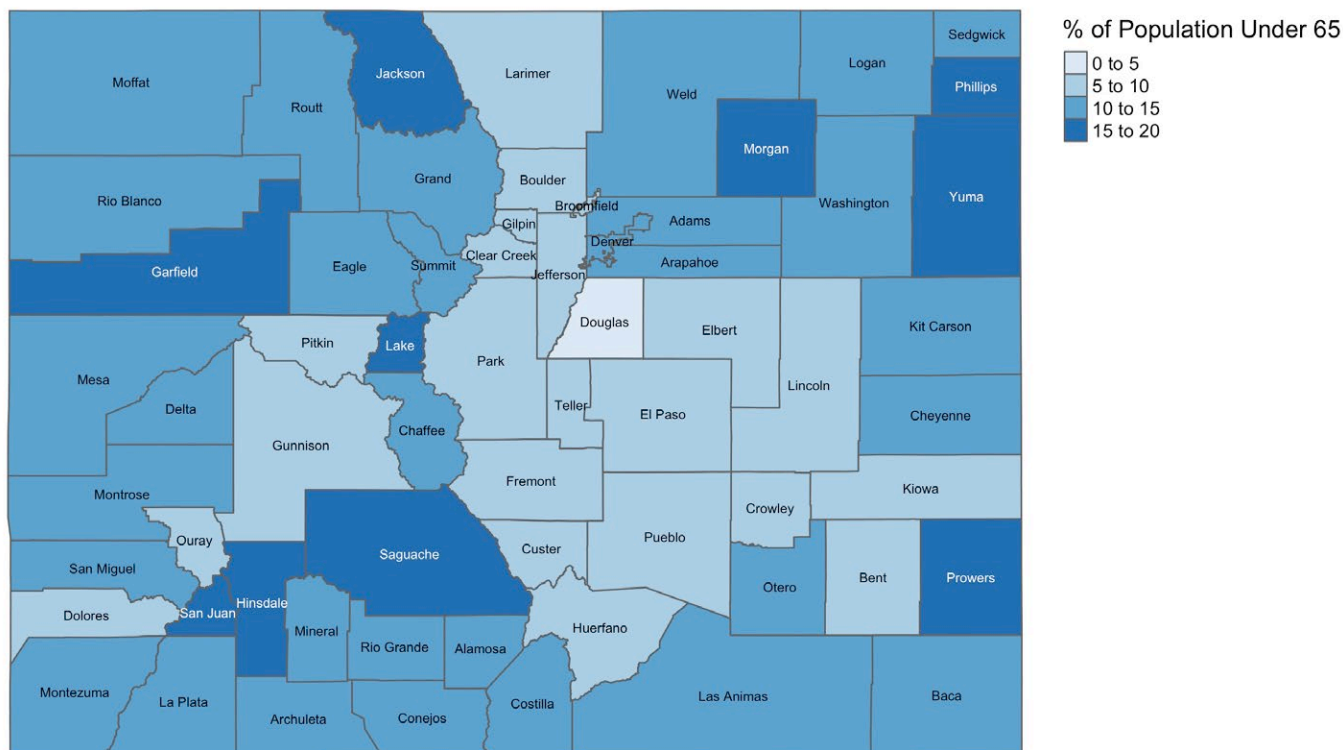 % of Population Under 65
0 to 5
5 to 10
10 to 15
15 to 20
Sedgwick
Logan
Jackson
Larimer
Moffat
Phillips
Weld
Routt
Morgan
Grand
Boulder
Yuma
Rio Blanco
Washington
Broomfield
Adams
Gilpin
Denver
Clear Creek
Arapahoe
Summit
Eagle
Garfield
Jefferson
Douglas
Kit Carson
Elbert
Pitkin
Lake
Park
Mesa
Lincoln
Teller
Delta
El Paso
Cheyenne
Chaffee
Gunnison
Fremont
Kiowa
Montrose
Crowley
Pueblo
Ouray
Custer
Saguache
San Miguel
Bent
Prowers
Otero
Hinsdale
San Juan
Dolores
Huerfano
Mineral
Rio Grande
Alamosa
Montezuma
La Plata
Las Animas
Baca
Costilla
Archuleta
Conejos